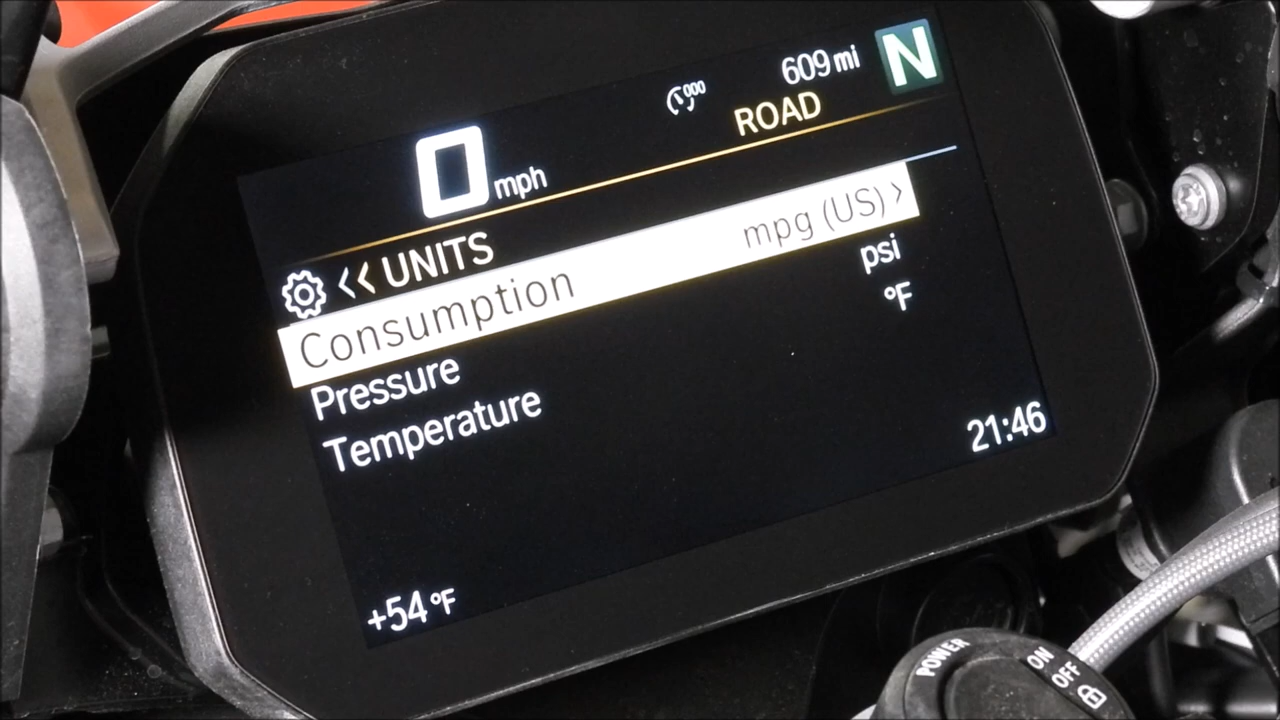 609 mi N
0 mph ROAD
<< UNITS
Consumption mpg (US) >
Pressure psi
Temperature °F
21:46
+54 °F
POWER ON OFF